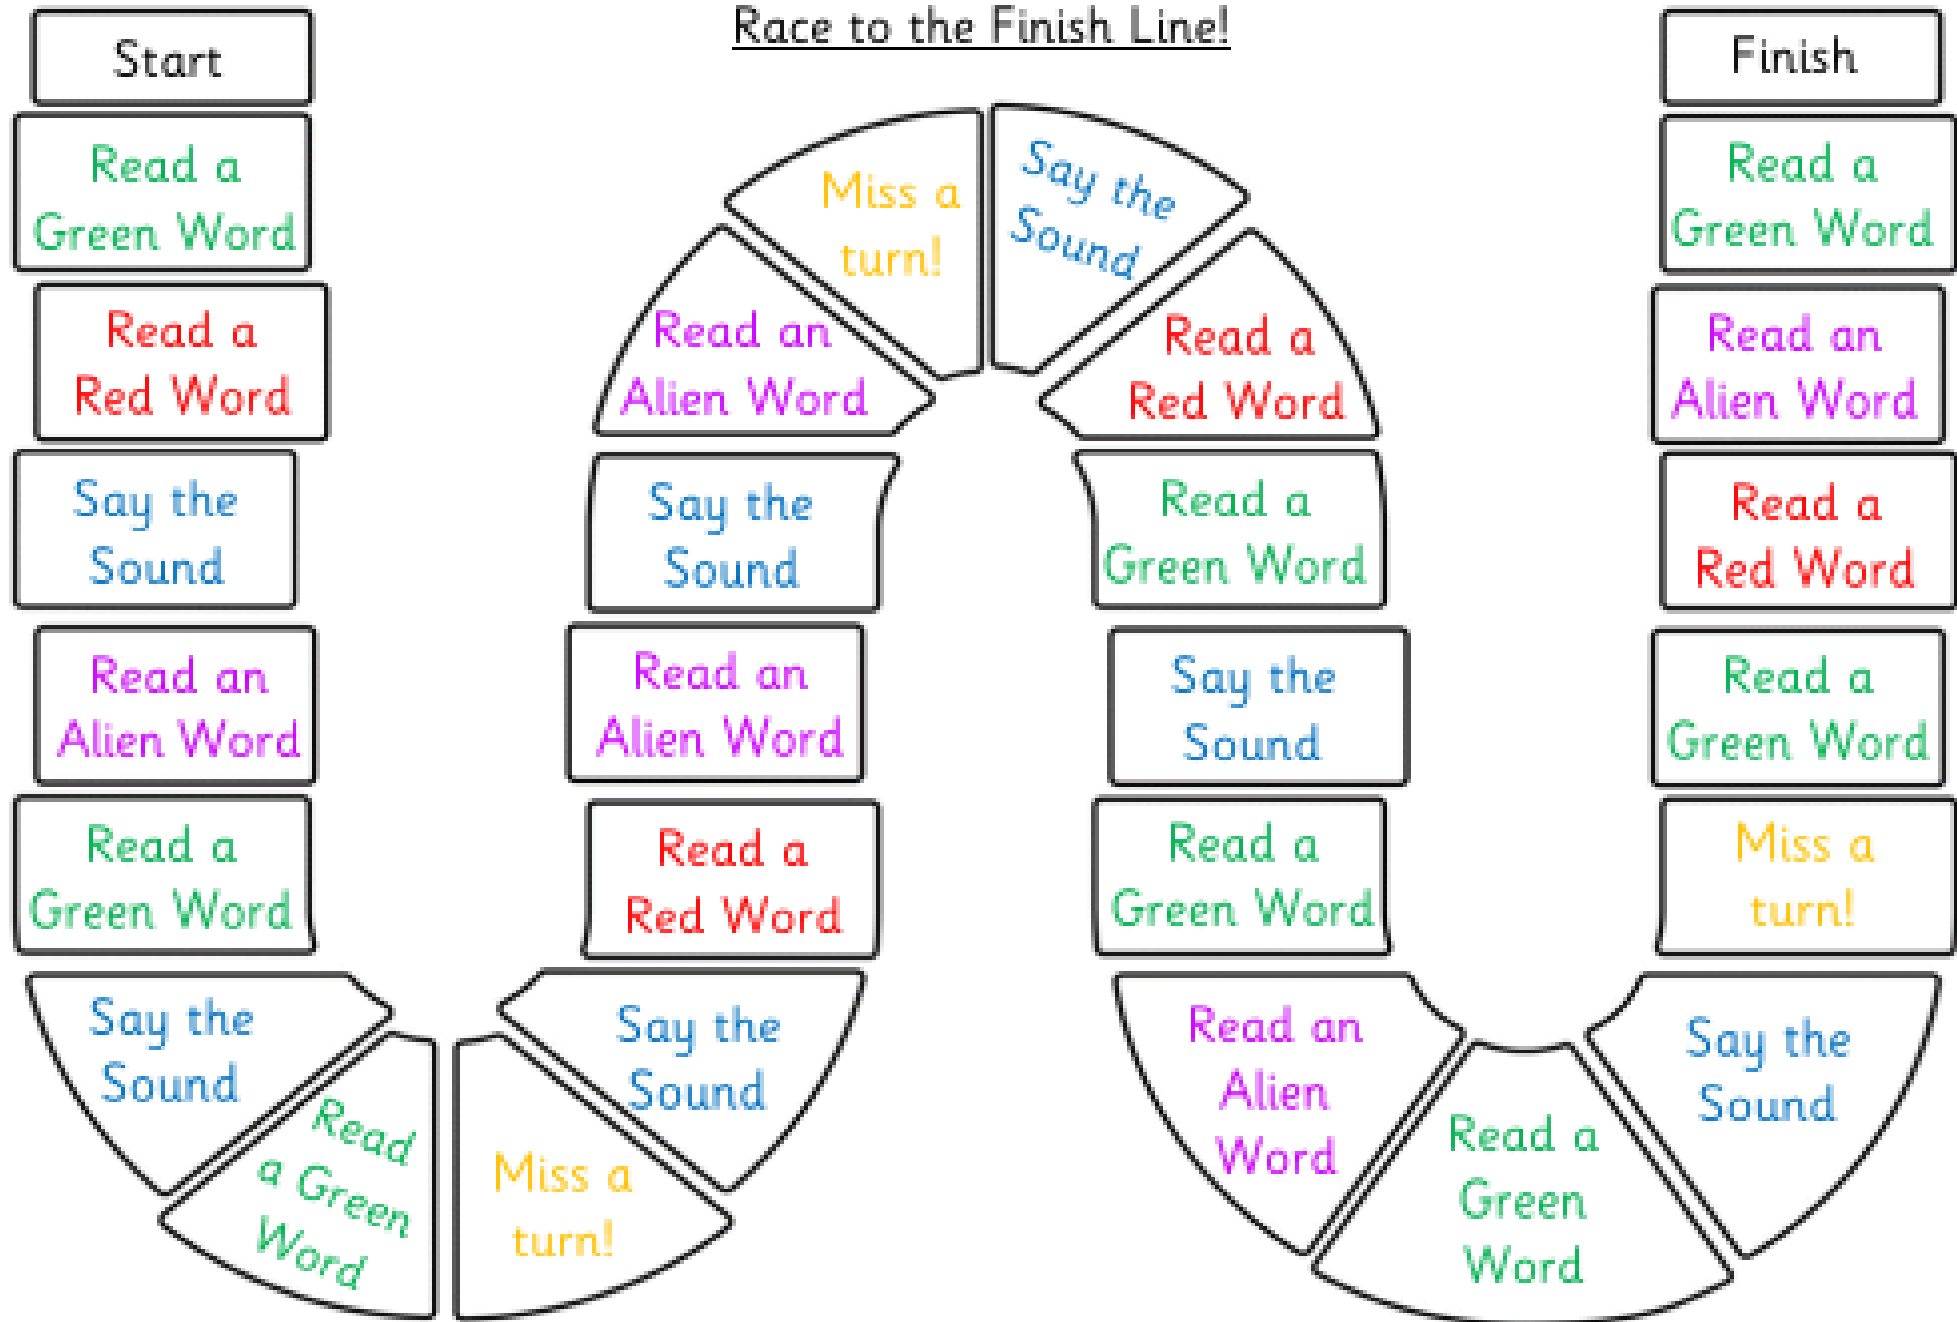 Race to the Finish Line!
Start
Read a
Green Word
Read a
Red Word
Say the
Sound
Read an
Alien Word
Read a
Green Word
Say the
Sound
Read
a Green
Word
Miss a
turn!
Say the
Sound
Read a
Red Word
Read an
Alien Word
Say the
Sound
Read an
Alien Word
Miss a
turn!
Say the
Sound
Read a
Red Word
Read a
Green Word
Say the
Sound
Read a
Green Word
Read an
Alien
Word
Read a
Green
Word
Say the
Sound
Miss a
turn!
Read a
Green Word
Read a
Red Word
Read an
Alien Word
Read a
Green Word
Finish